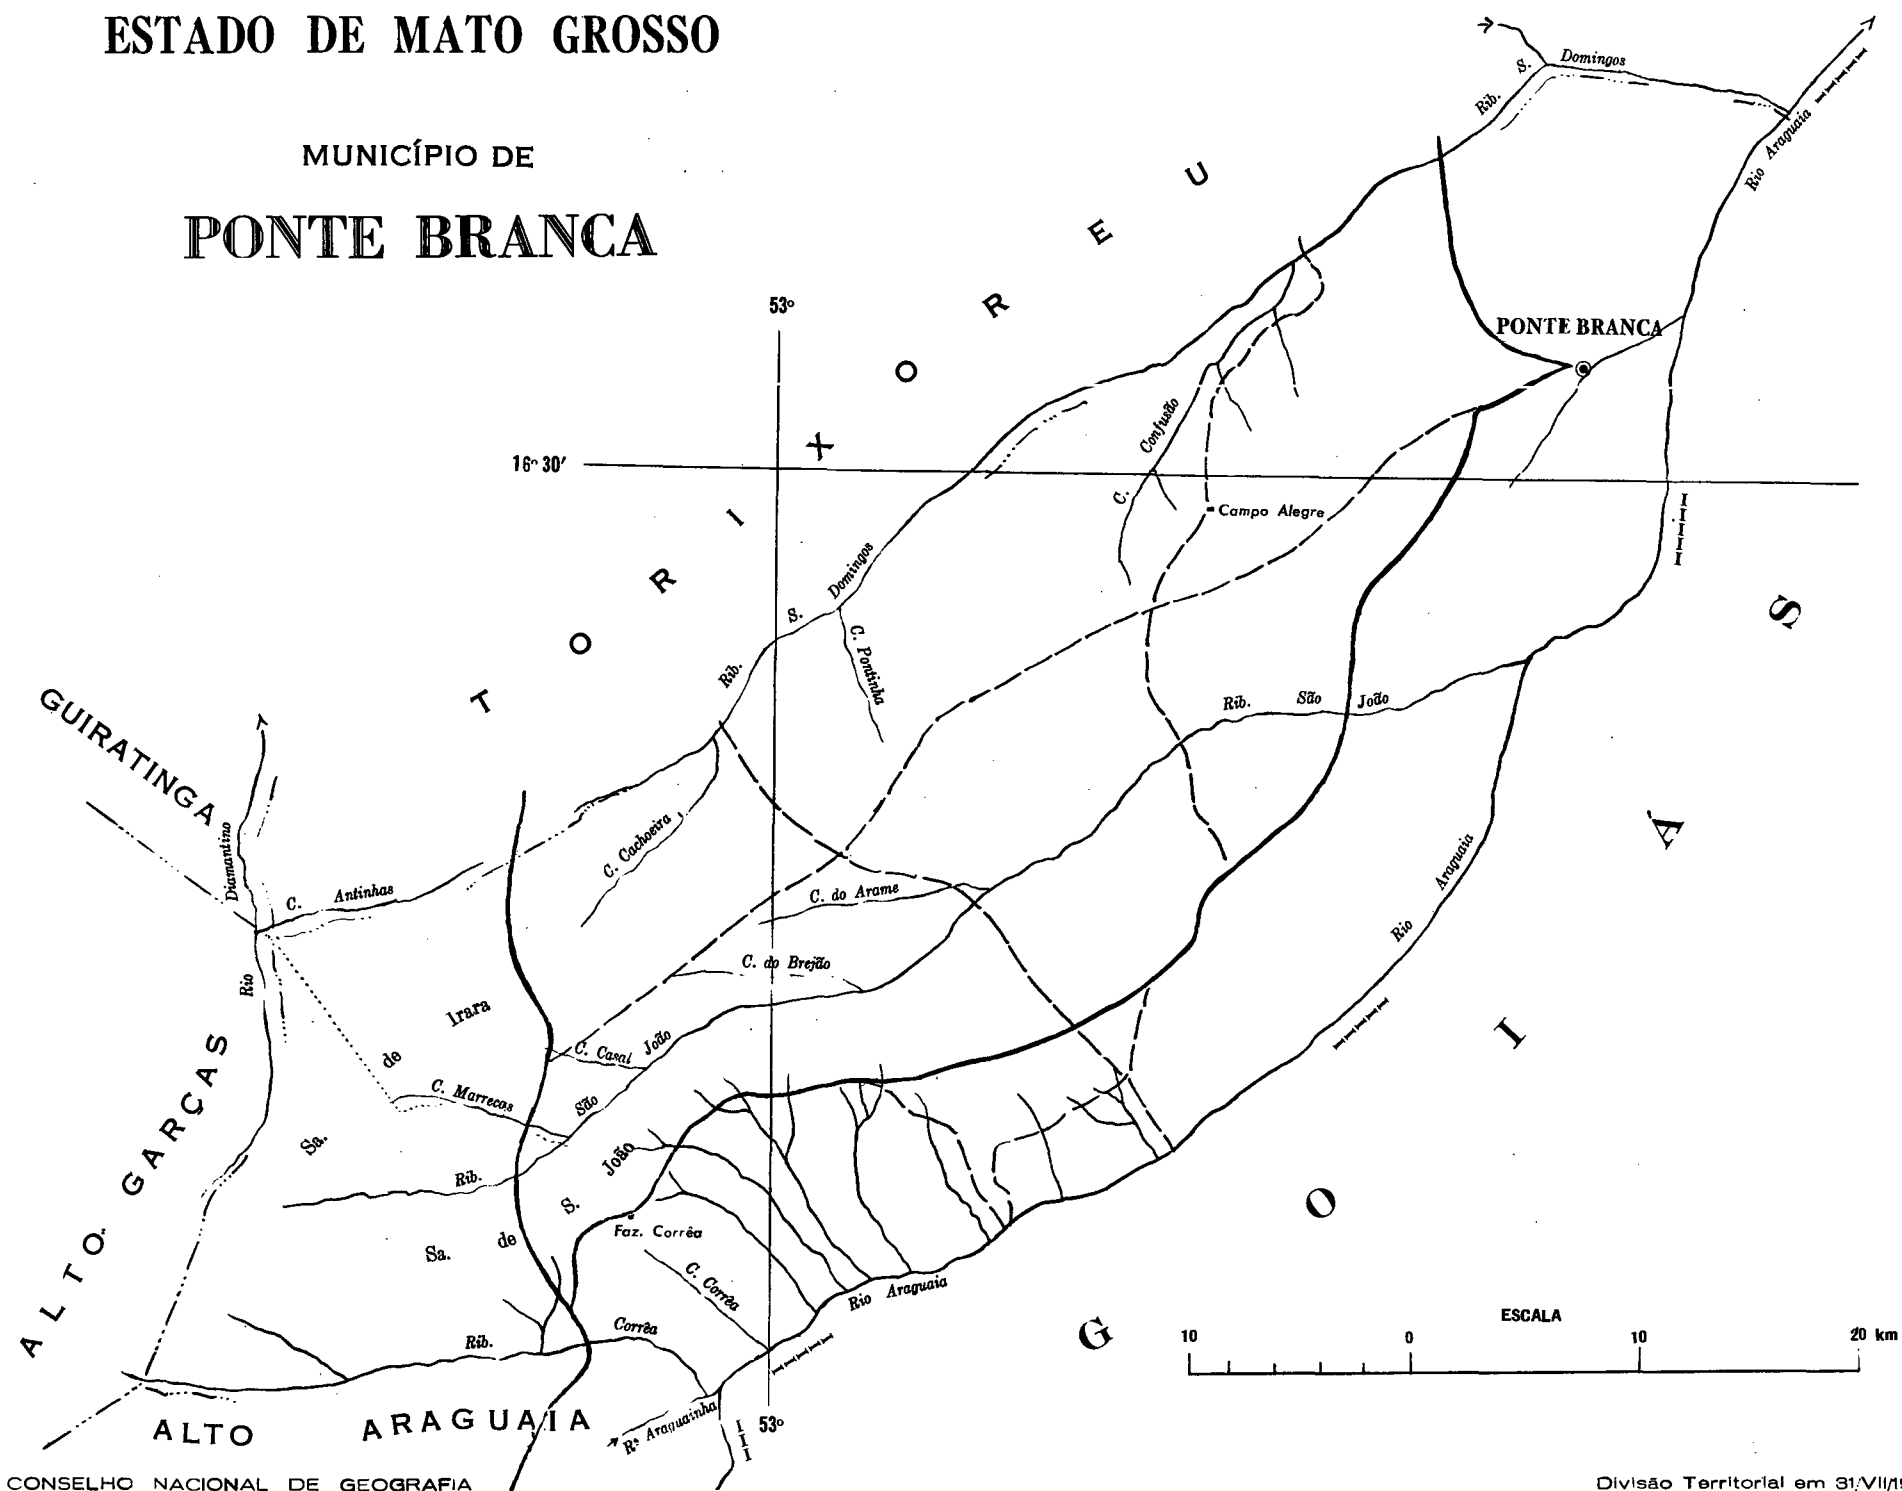 ESTADO DE MATO GROSSO
MUNICÍPIO DE
PONTE BRANCA
S. Domingos
Rib.
Rio Araguaia
TORIXOREU
53º
PONTE BRANCA
16º 30′
C. Confusão
Campo Alegre
Rib. S. Domingos
C. Pontinha
GUIRATINGA
Rib. São João
Diamantino
C. Antinhas
C. Cachoeira
C. do Arame
Rio Araguaia
C. do Brejão
Rio
Sa. de Irara
C. Casal
C. Marrecas
Rib. São João
ALTO GARÇAS
Sa. de S. João
Faz. Corrêa
C. Corrêa
Rio Araguaia
Rib. Corrêa
GOIÁS
ESCALA
10 0 10 20 km
ALTO ARAGUAIA
Rº Araguainha
53º
CONSELHO NACIONAL DE GEOGRAFIA
Divisão Territorial em 31/VII/1